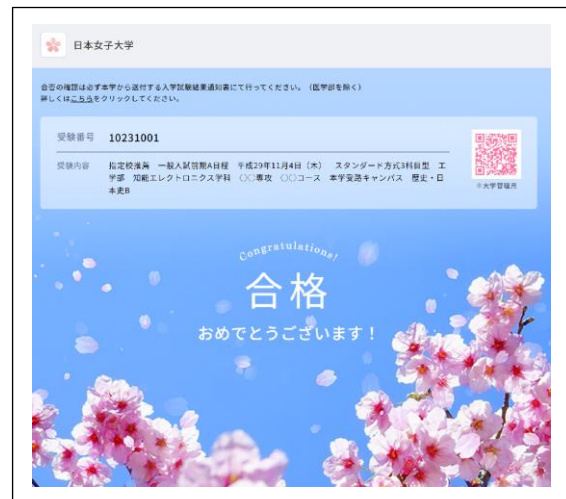 日本女子大学
合否の確認は必ず本学から送付する入学試験結果通知書にて行ってください。（医学部を除く）
詳しくはこちらをクリックしてください。
受験番号 10231001
受験内容 指定校推薦 一般入試前期A日程 平成29年11月4日（木） スタンダード方式3科目型 工
学部 知能エレクトロニクス学科 〇〇専攻 〇〇コース 本学受路キャンパス 歴史・日
本史B
※大学管理用
Congratulations!
合格
おめでとうございます！